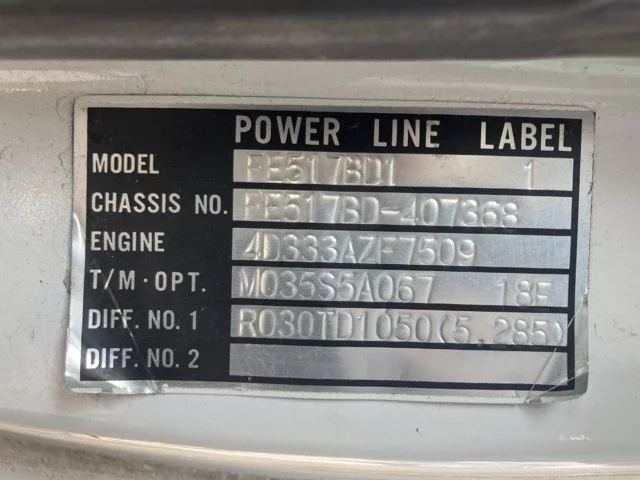 POWER LINE LABEL
MODEL FE517BD1 1
CHASSIS NO. FE517BD-407368
ENGINE 4D333AZF7509
T/M·OPT. M035S5A067 18F
DIFF. NO. 1 R030TD1050(5.285)
DIFF. NO. 2